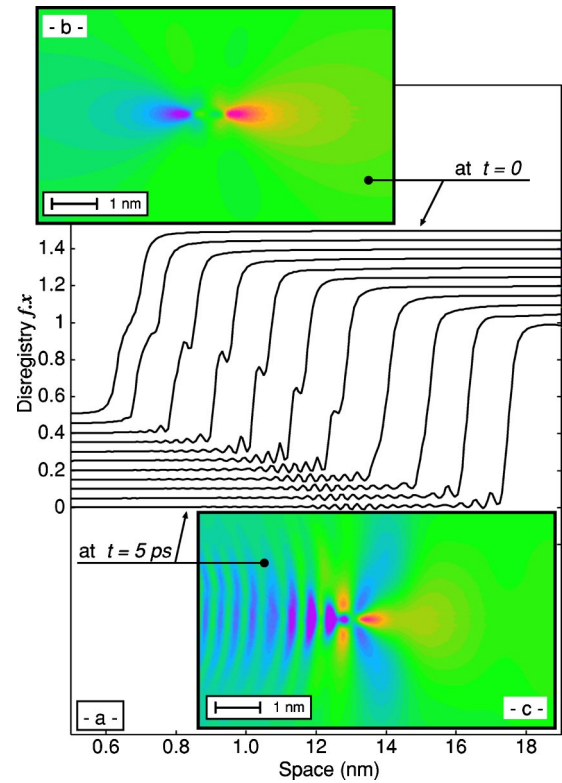 - b -
1 nm
at t = 0
1.4
1.2
1
0.8
0.6
0.4
0.2
0
Disregistry f.x
at t = 5 ps
1 nm
- a -
- c -
0.6
0.8
1.0
12
14
16
18
Space (nm)